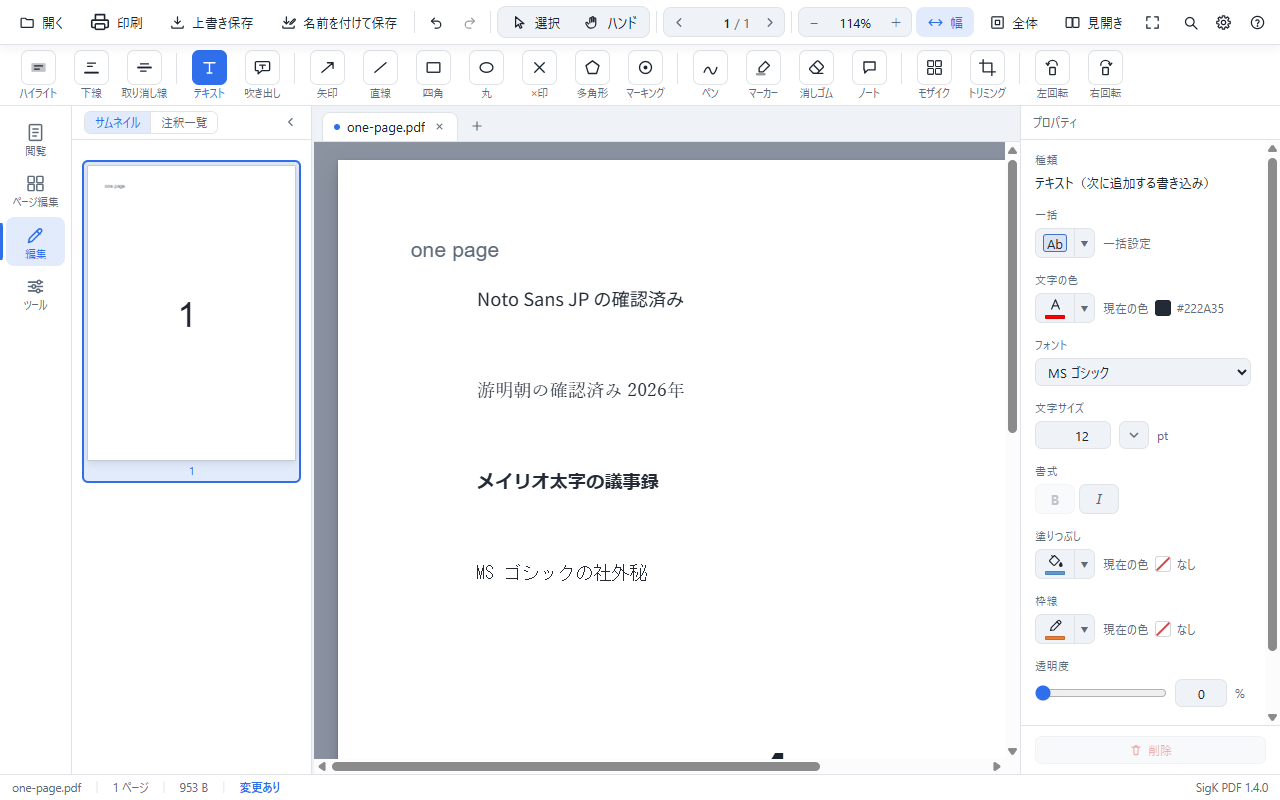 開く 印刷 上書き保存 名前を付けて保存 選択 ハンド 1 / 1 114% 幅 全体 見開き
ハイライト 下線 取り消し線 テキスト 吹き出し 矢印 直線 四角 丸 ×印 多角形 マーキング ペン マーカー 消しゴム ノート モザイク トリミング 左回転 右回転
閲覧
ページ編集
編集
ツール
サムネイル 注釈一覧
one page
1
1
one-page.pdf
one page
Noto Sans JP の確認済み
游明朝の確認済み 2026年
メイリオ太字の議事録
MS ゴシックの社外秘
プロパティ
種類
テキスト（次に追加する書き込み）
一括
Ab 一括設定
文字の色
A 現在の色 #222A35
フォント
MS ゴシック
文字サイズ
12 pt
書式
B I
塗りつぶし
現在の色 なし
枠線
現在の色 なし
透明度
0 %
削除
one-page.pdf 1 ページ 953 B 変更あり SigK PDF 1.4.0